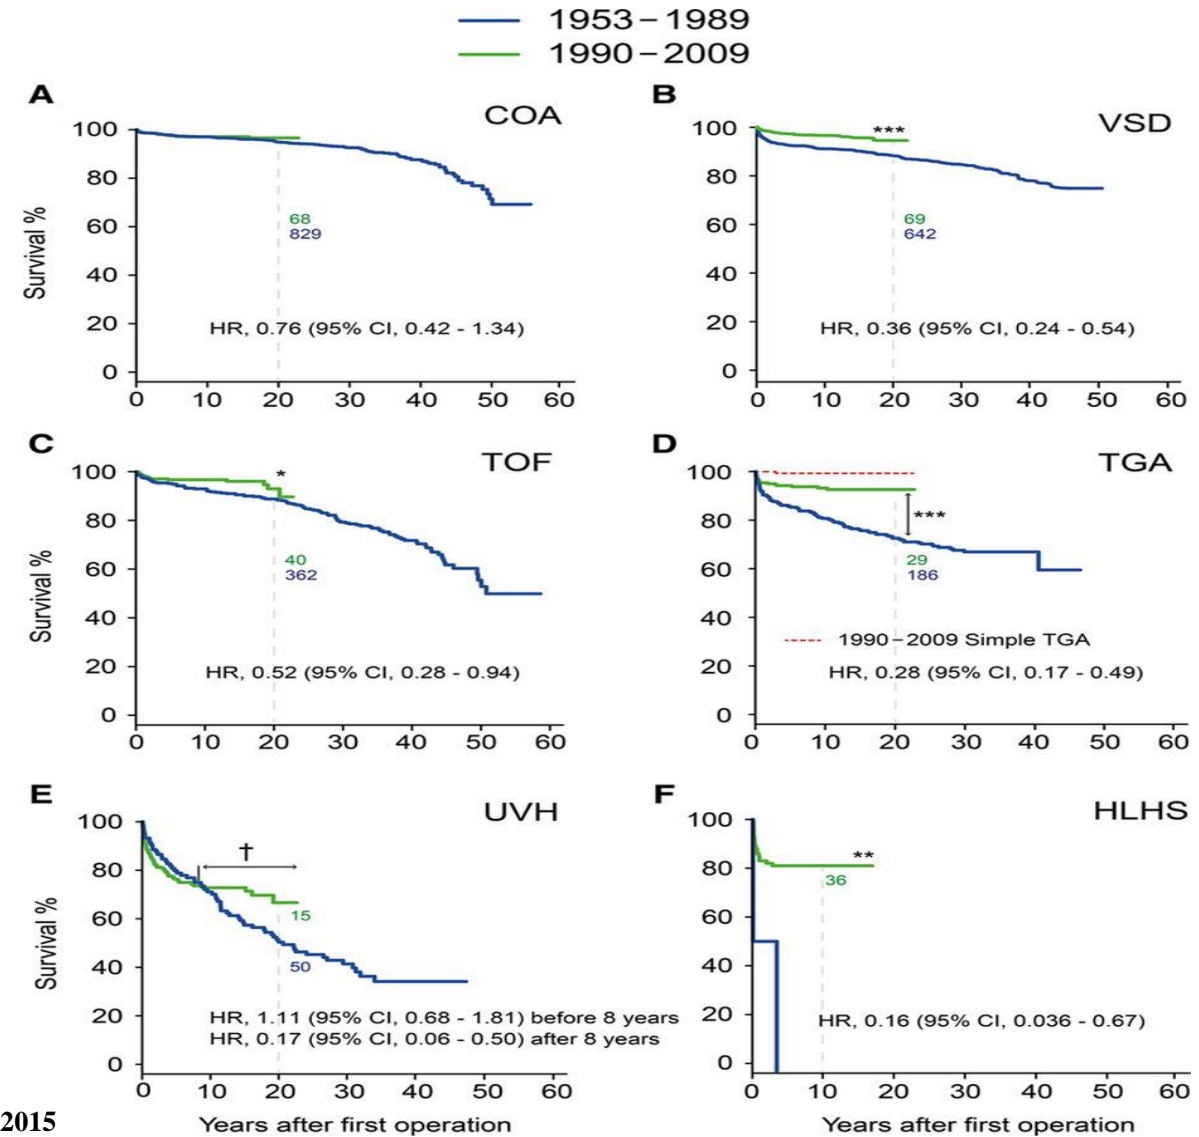 1953–1989
1990–2009
A
COA
100
80
60
40
20
0
Survival %
68
829
HR, 0.76 (95% CI, 0.42 - 1.34)
0 10 20 30 40 50 60
B
VSD
100
80
60
40
20
0
***
69
642
HR, 0.36 (95% CI, 0.24 - 0.54)
0 10 20 30 40 50 60
C
TOF
100
80
60
40
20
0
Survival %
*
40
362
HR, 0.52 (95% CI, 0.28 - 0.94)
0 10 20 30 40 50 60
D
TGA
100
80
60
40
20
0
***
29
186
1990–2009 Simple TGA
HR, 0.28 (95% CI, 0.17 - 0.49)
0 10 20 30 40 50 60
E
UVH
100
80
60
40
20
0
Survival %
†
15
50
HR, 1.11 (95% CI, 0.68 - 1.81) before 8 years
HR, 0.17 (95% CI, 0.06 - 0.50) after 8 years
0 10 20 30 40 50 60
Years after first operation
F
HLHS
100
80
60
40
20
0
**
36
HR, 0.16 (95% CI, 0.036 - 0.67)
0 10 20 30 40 50 60
Years after first operation
2015